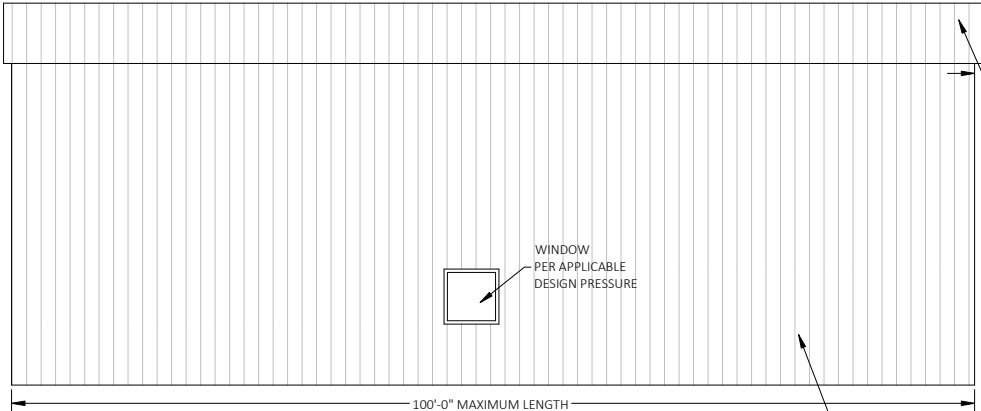 WINDOW
PER APPLICABLE
DESIGN PRESSURE
100'-0" MAXIMUM LENGTH